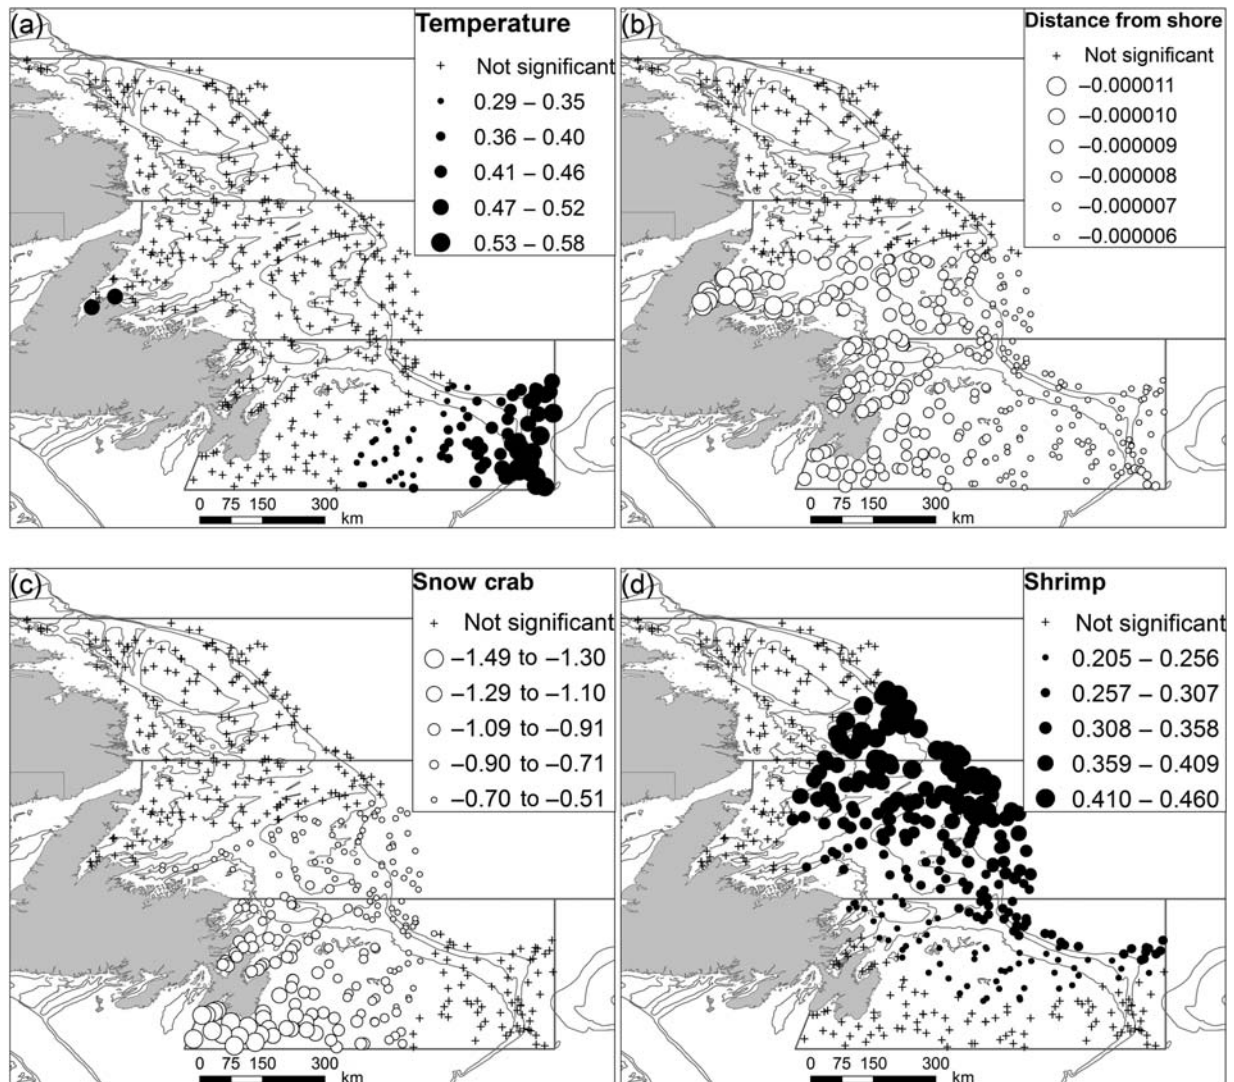 (a)
Temperature
Not significant
0.29 – 0.35
0.36 – 0.40
0.41 – 0.46
0.47 – 0.52
0.53 – 0.58
0 75 150 300
km
(b)
Distance from shore
Not significant
–0.000011
–0.000010
–0.000009
–0.000008
–0.000007
–0.000006
0 75 150 300
km
(c)
Snow crab
Not significant
–1.49 to –1.30
–1.29 to –1.10
–1.09 to –0.91
–0.90 to –0.71
–0.70 to –0.51
0 75 150 300
km
(d)
Shrimp
Not significant
0.205 – 0.256
0.257 – 0.307
0.308 – 0.358
0.359 – 0.409
0.410 – 0.460
0 75 150 300
km